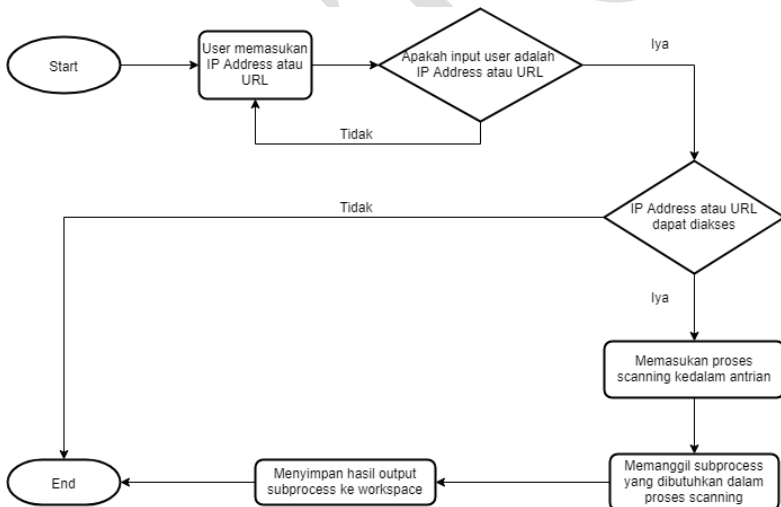 Start
User memasukan
IP Address atau
URL
Apakah input user adalah
IP Address atau URL
Iya
Tidak
IP Address atau URL
dapat diakses
Tidak
Iya
Memasukan proses
scanning kedalam antrian
Memanggil subprocess
yang dibutuhkan dalam
proses scanning
Menyimpan hasil output
subprocess ke workspace
End